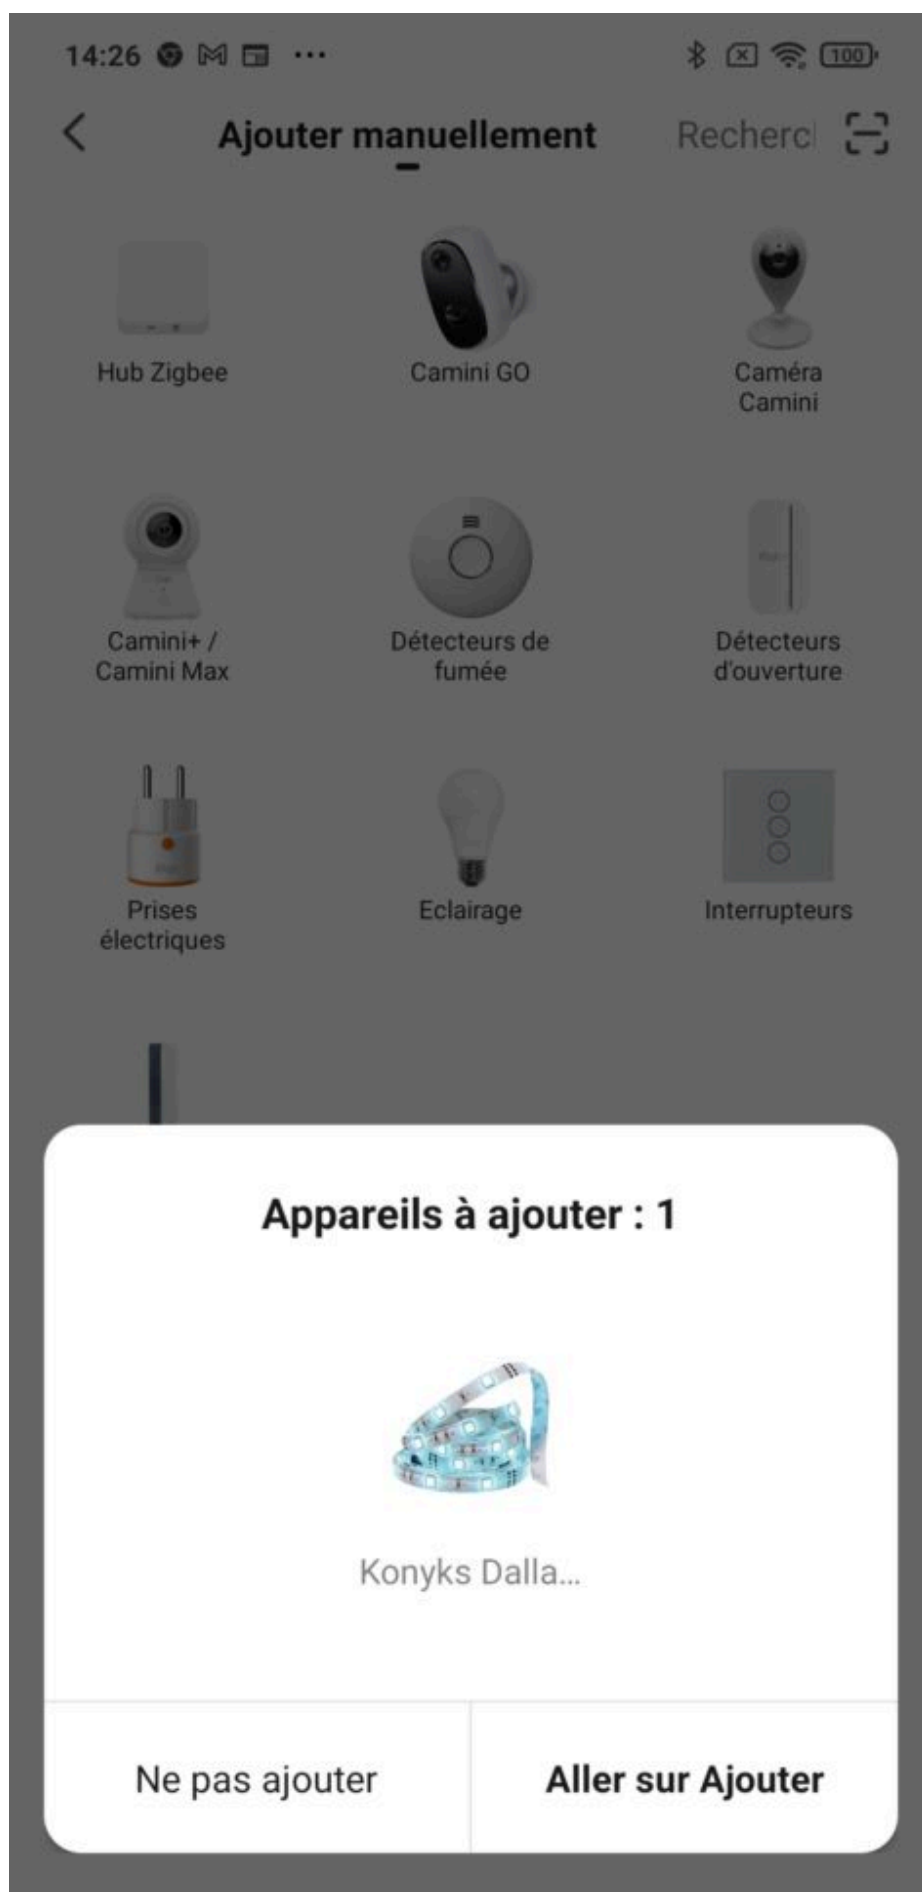 14:26
100
Ajouter manuellement
Recherc
Hub Zigbee
Camini GO
Caméra
Camini
Camini+ /
Camini Max
Détecteurs de
fumée
Détecteurs
d'ouverture
Prises
électriques
Eclairage
Interrupteurs
Appareils à ajouter : 1
Konyks Dalla...
Ne pas ajouter
Aller sur Ajouter